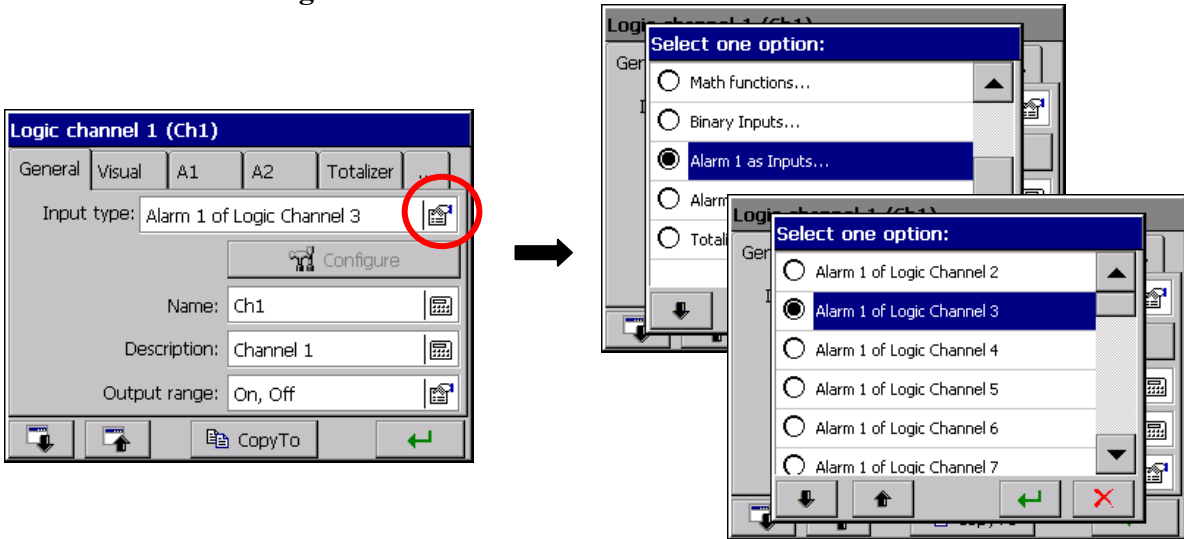 Logic channel 1 (Ch1)
General Visual A1 A2 Totalizer ...
Input type: Alarm 1 of Logic Channel 3
Configure
Name: Ch1
Description: Channel 1
Output range: On, Off
CopyTo
Select one option:
Math functions...
Binary Inputs...
Alarm 1 as Inputs...
Alarm
Totali
Select one option:
Alarm 1 of Logic Channel 2
Alarm 1 of Logic Channel 3
Alarm 1 of Logic Channel 4
Alarm 1 of Logic Channel 5
Alarm 1 of Logic Channel 6
Alarm 1 of Logic Channel 7